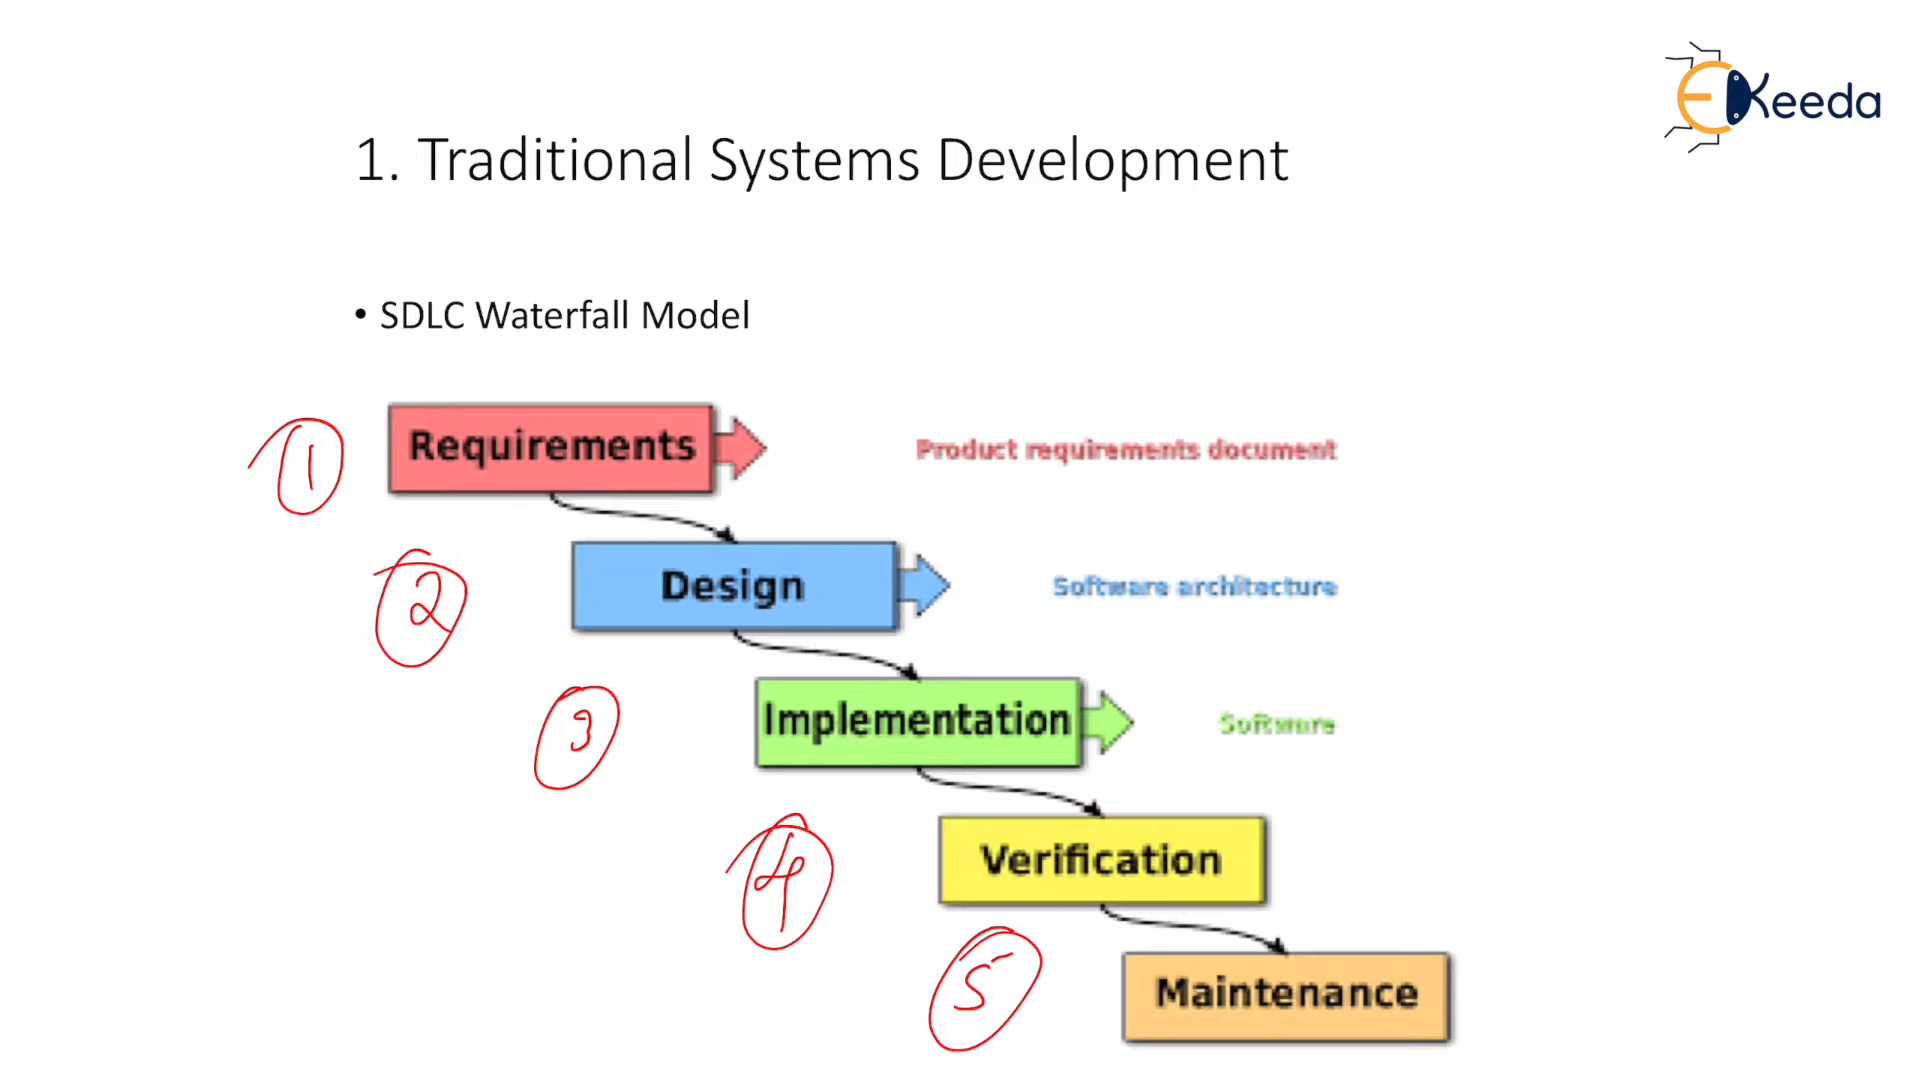 EKeeda
1. Traditional Systems Development
• SDLC Waterfall Model
1
Requirements
Product requirements document
2
Design
Software architecture
3
Implementation
Software
4
Verification
5
Maintenance